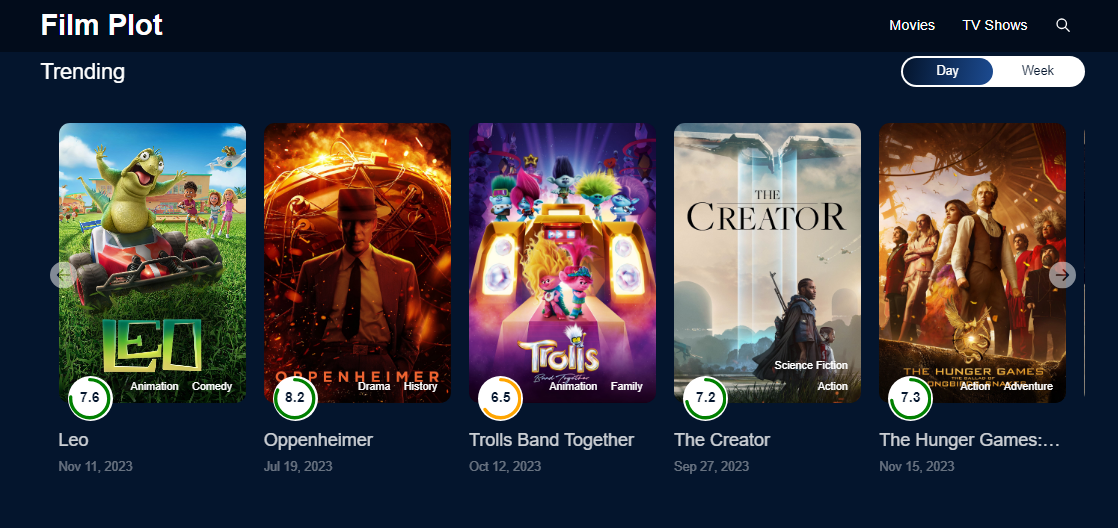 Film Plot
Movies
TV Shows
Trending
Day
Week
LEO
7.6
Animation
Comedy
Leo
Nov 11, 2023
OPPENHEIMER
8.2
Drama
History
Oppenheimer
Jul 19, 2023
Trolls
Band Together
6.5
Animation
Family
Trolls Band Together
Oct 12, 2023
THE
CREATOR
Science Fiction
7.2
Action
The Creator
Sep 27, 2023
THE HUNGER GAMES
THE BALLAD OF
7.3
Action
Adventure
The Hunger Games:...
Nov 15, 2023